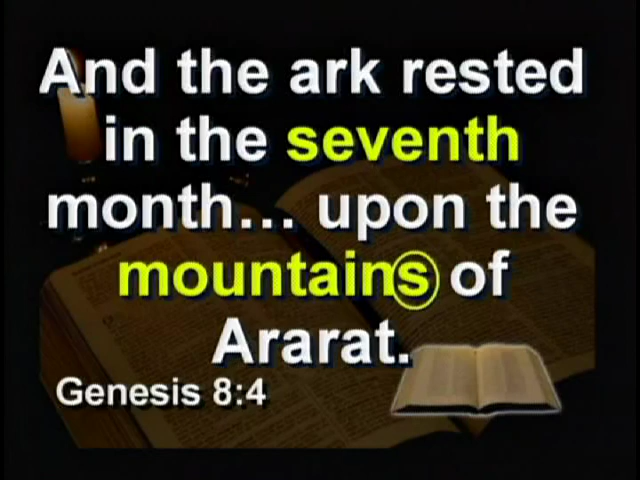 And the ark rested
in the seventh
month... upon the
mountains of
Ararat.
Genesis 8:4